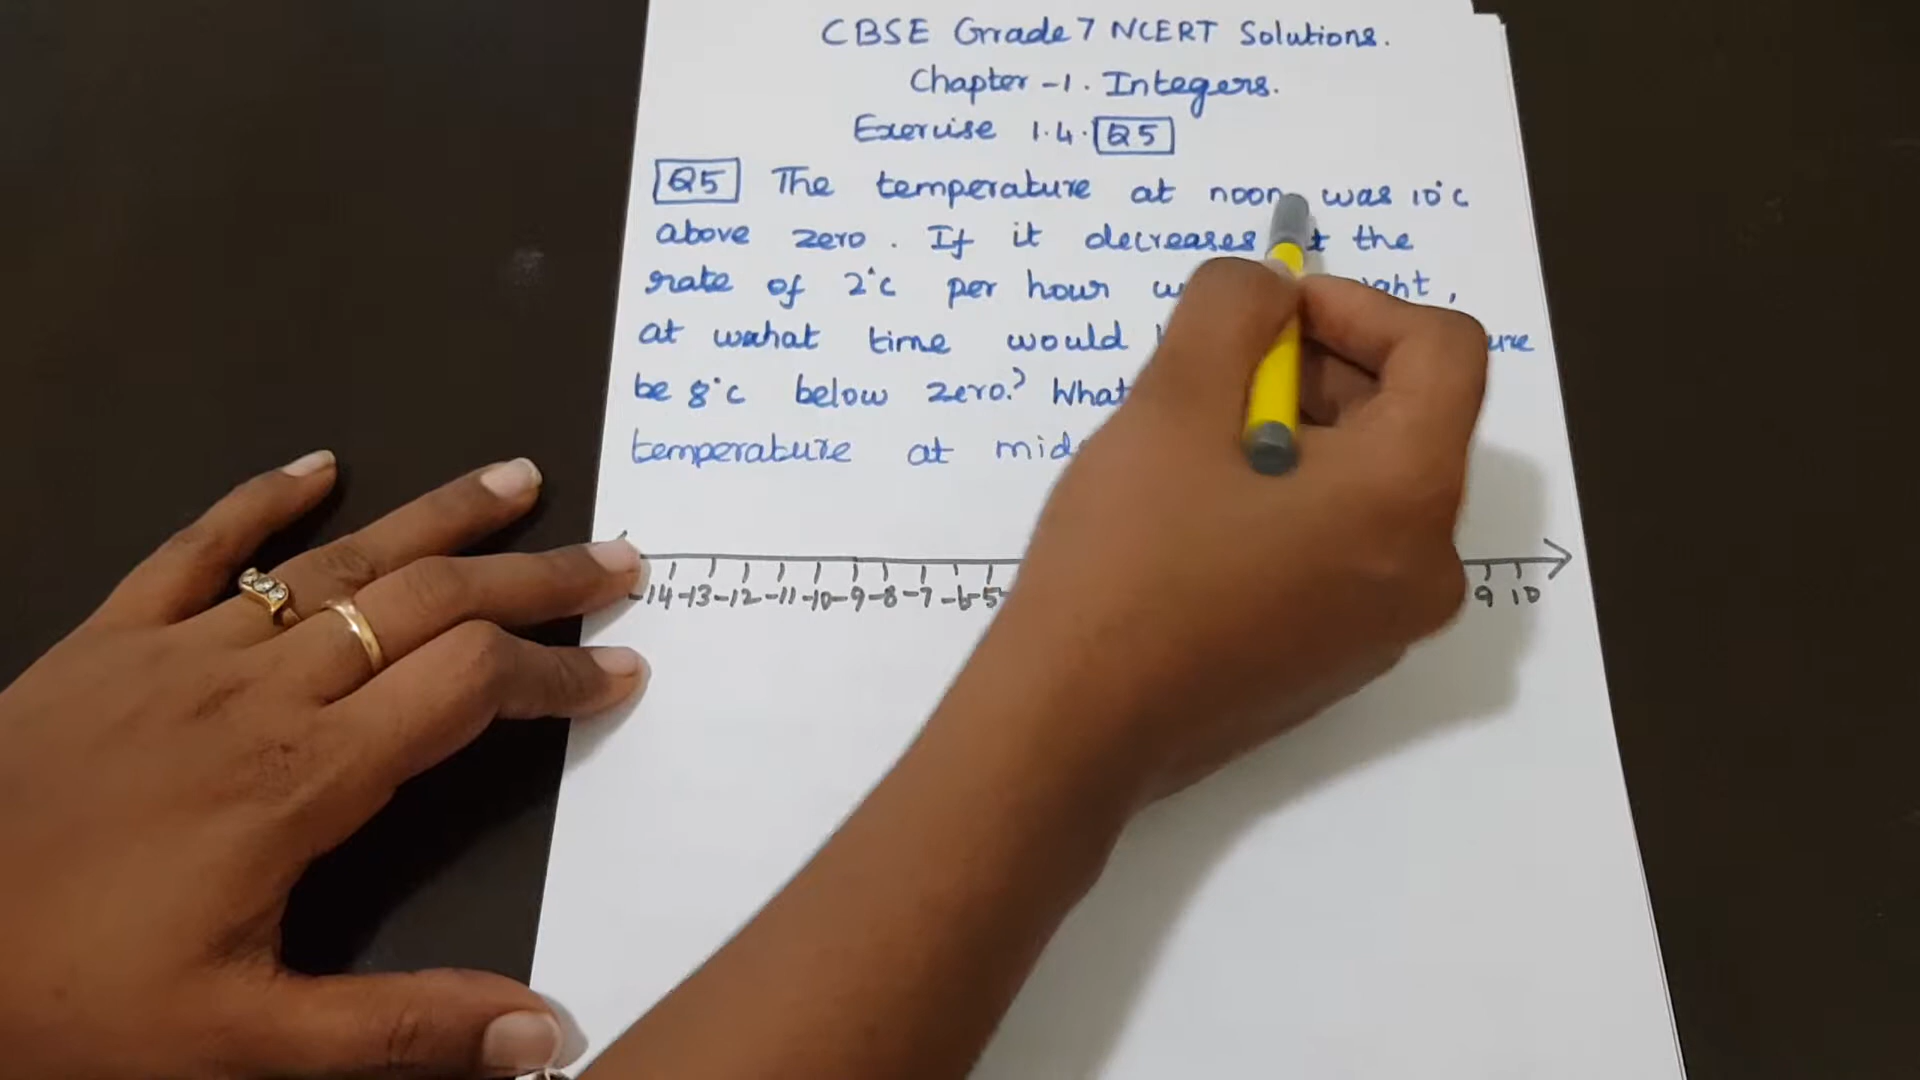 CBSE Grade 7 NCERT Solutions.
Chapter -1. Integers.
Exercise 1.4. Q5
Q5 The temperature at noon was 10°c
above zero. If it decreases the
rate of 2°c per hour
at wahat time would
be 8°c below zero? What
temperature at
-14 -13 -12 -11 -10 -9 -8 -7 -6 -5 9 10